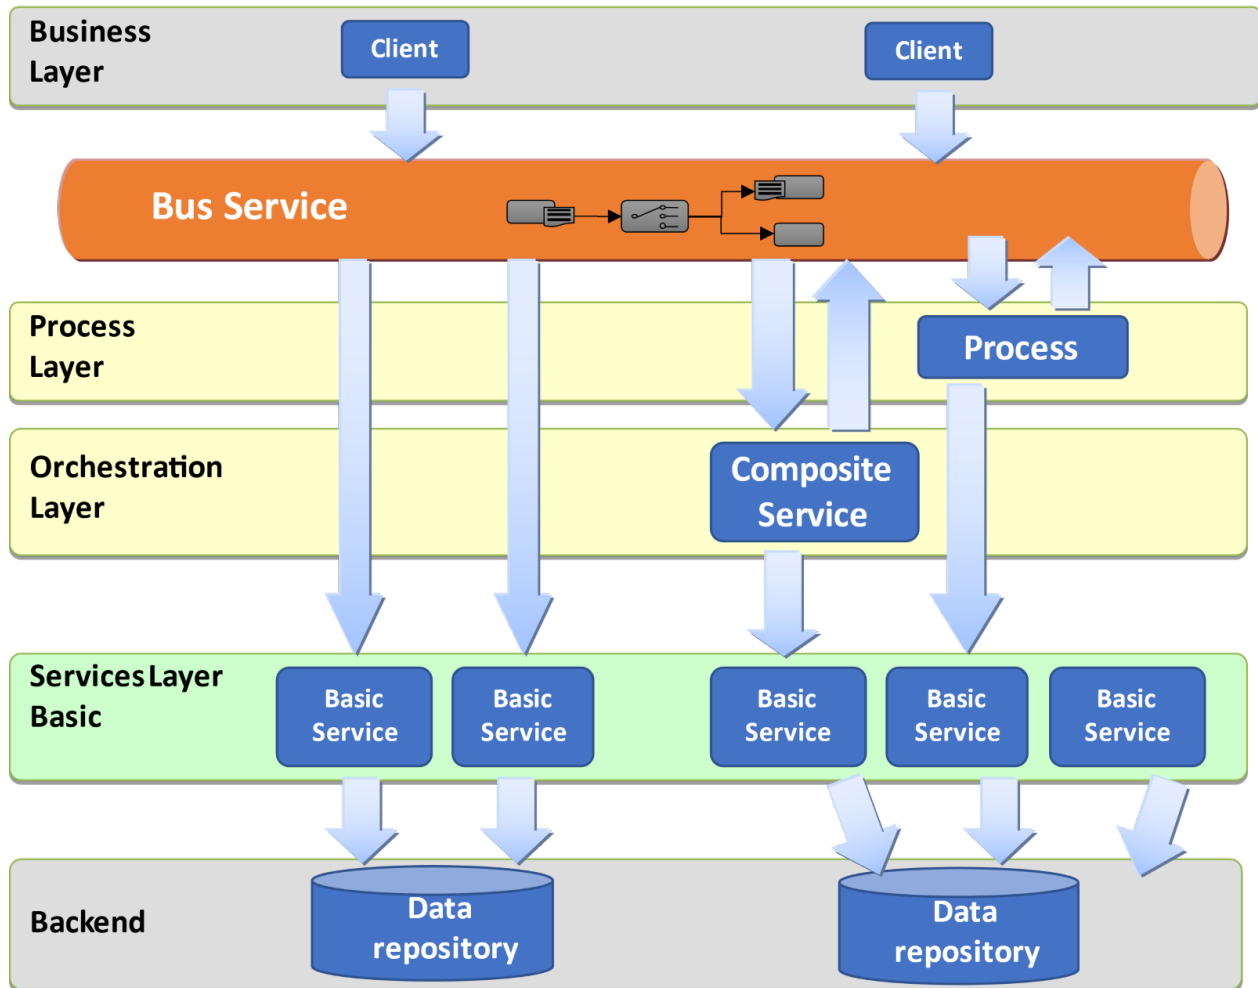 Business
Layer
Client
Client
Bus Service
Process
Layer
Process
Orchestration
Layer
Composite
Service
Services Layer
Basic
Basic
Service
Basic
Service
Basic
Service
Basic
Service
Basic
Service
Backend
Data
repository
Data
repository